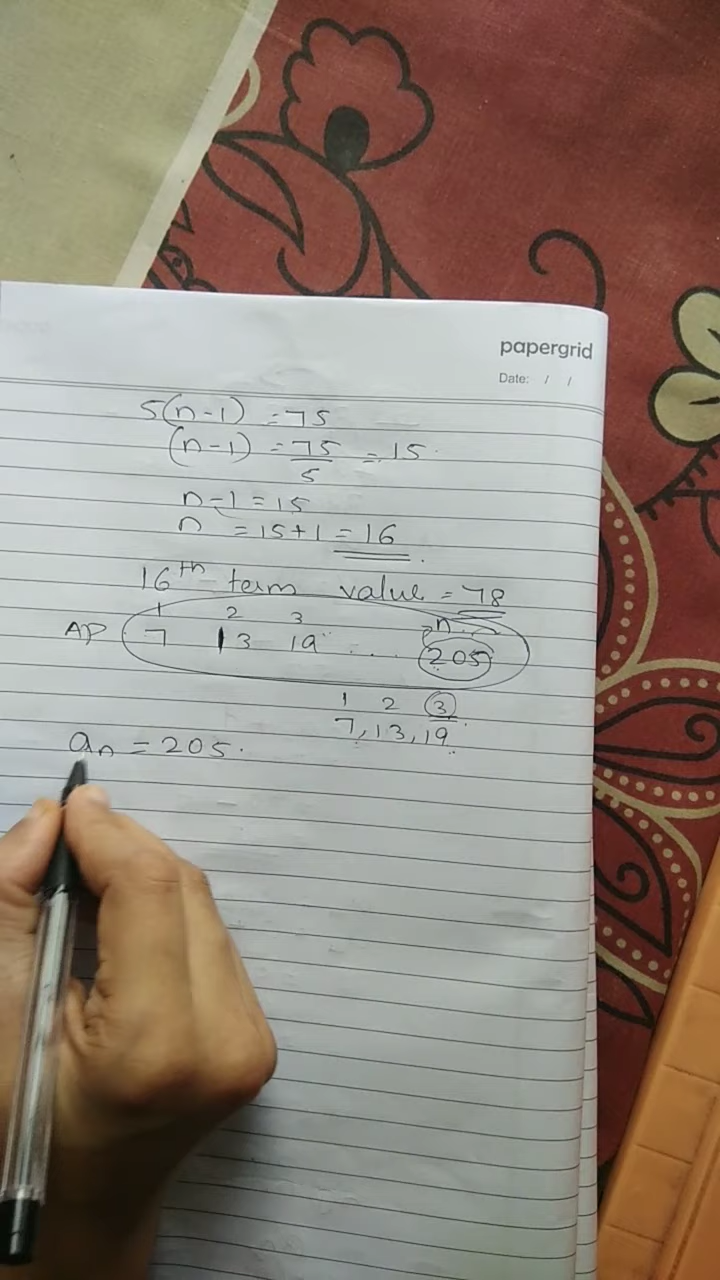 papergrid
Date: / /
5(n-1) = 75
(n-1) = 75/5 = 15.
n-1 = 15
n = 15+1 = 16
16th term value = 78
1 2 3 n
AP 7 13 19 .... 205
1 2 3
7, 13, 19
an = 205.